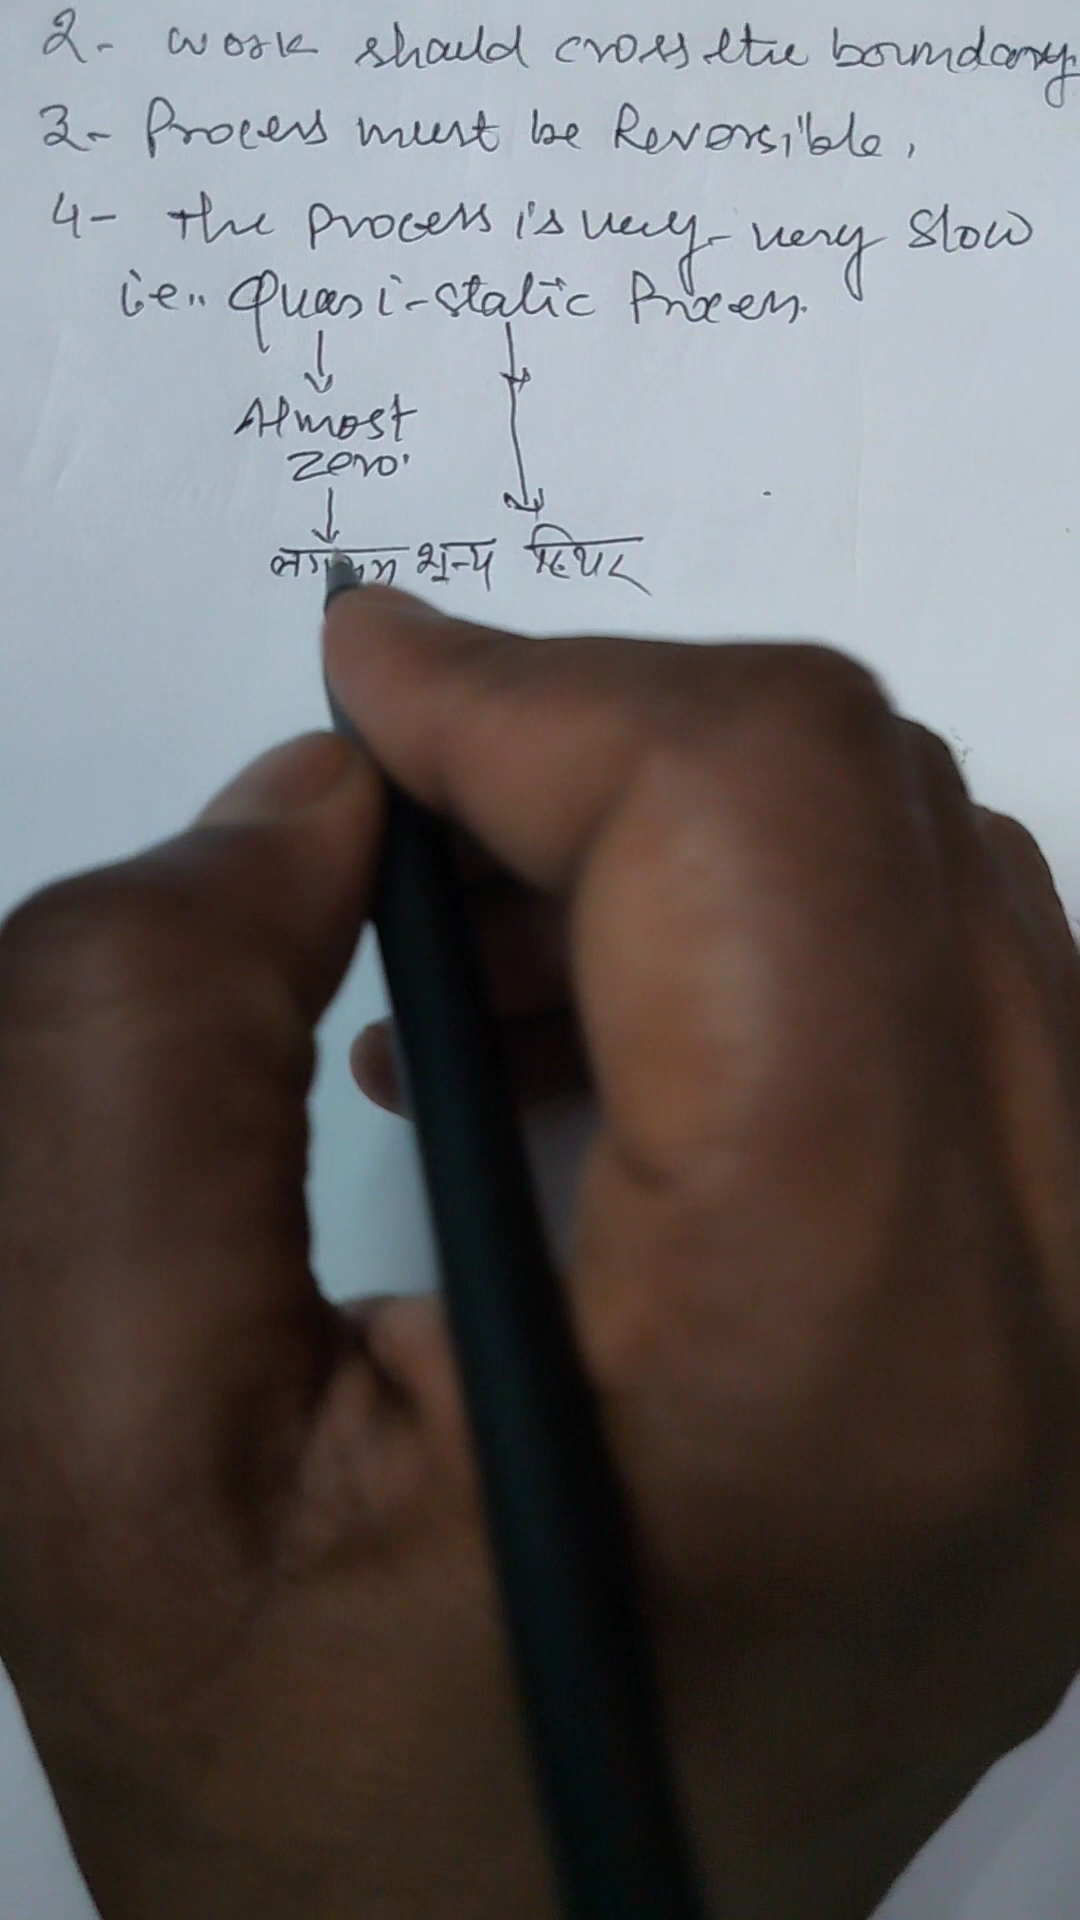 2- work should cross the boundary.
3- Process must be Reversible.
4- the process is very-very slow
i.e.. Quasi-static Process.
Almost
zero.
लगभग शुन्य स्थिर